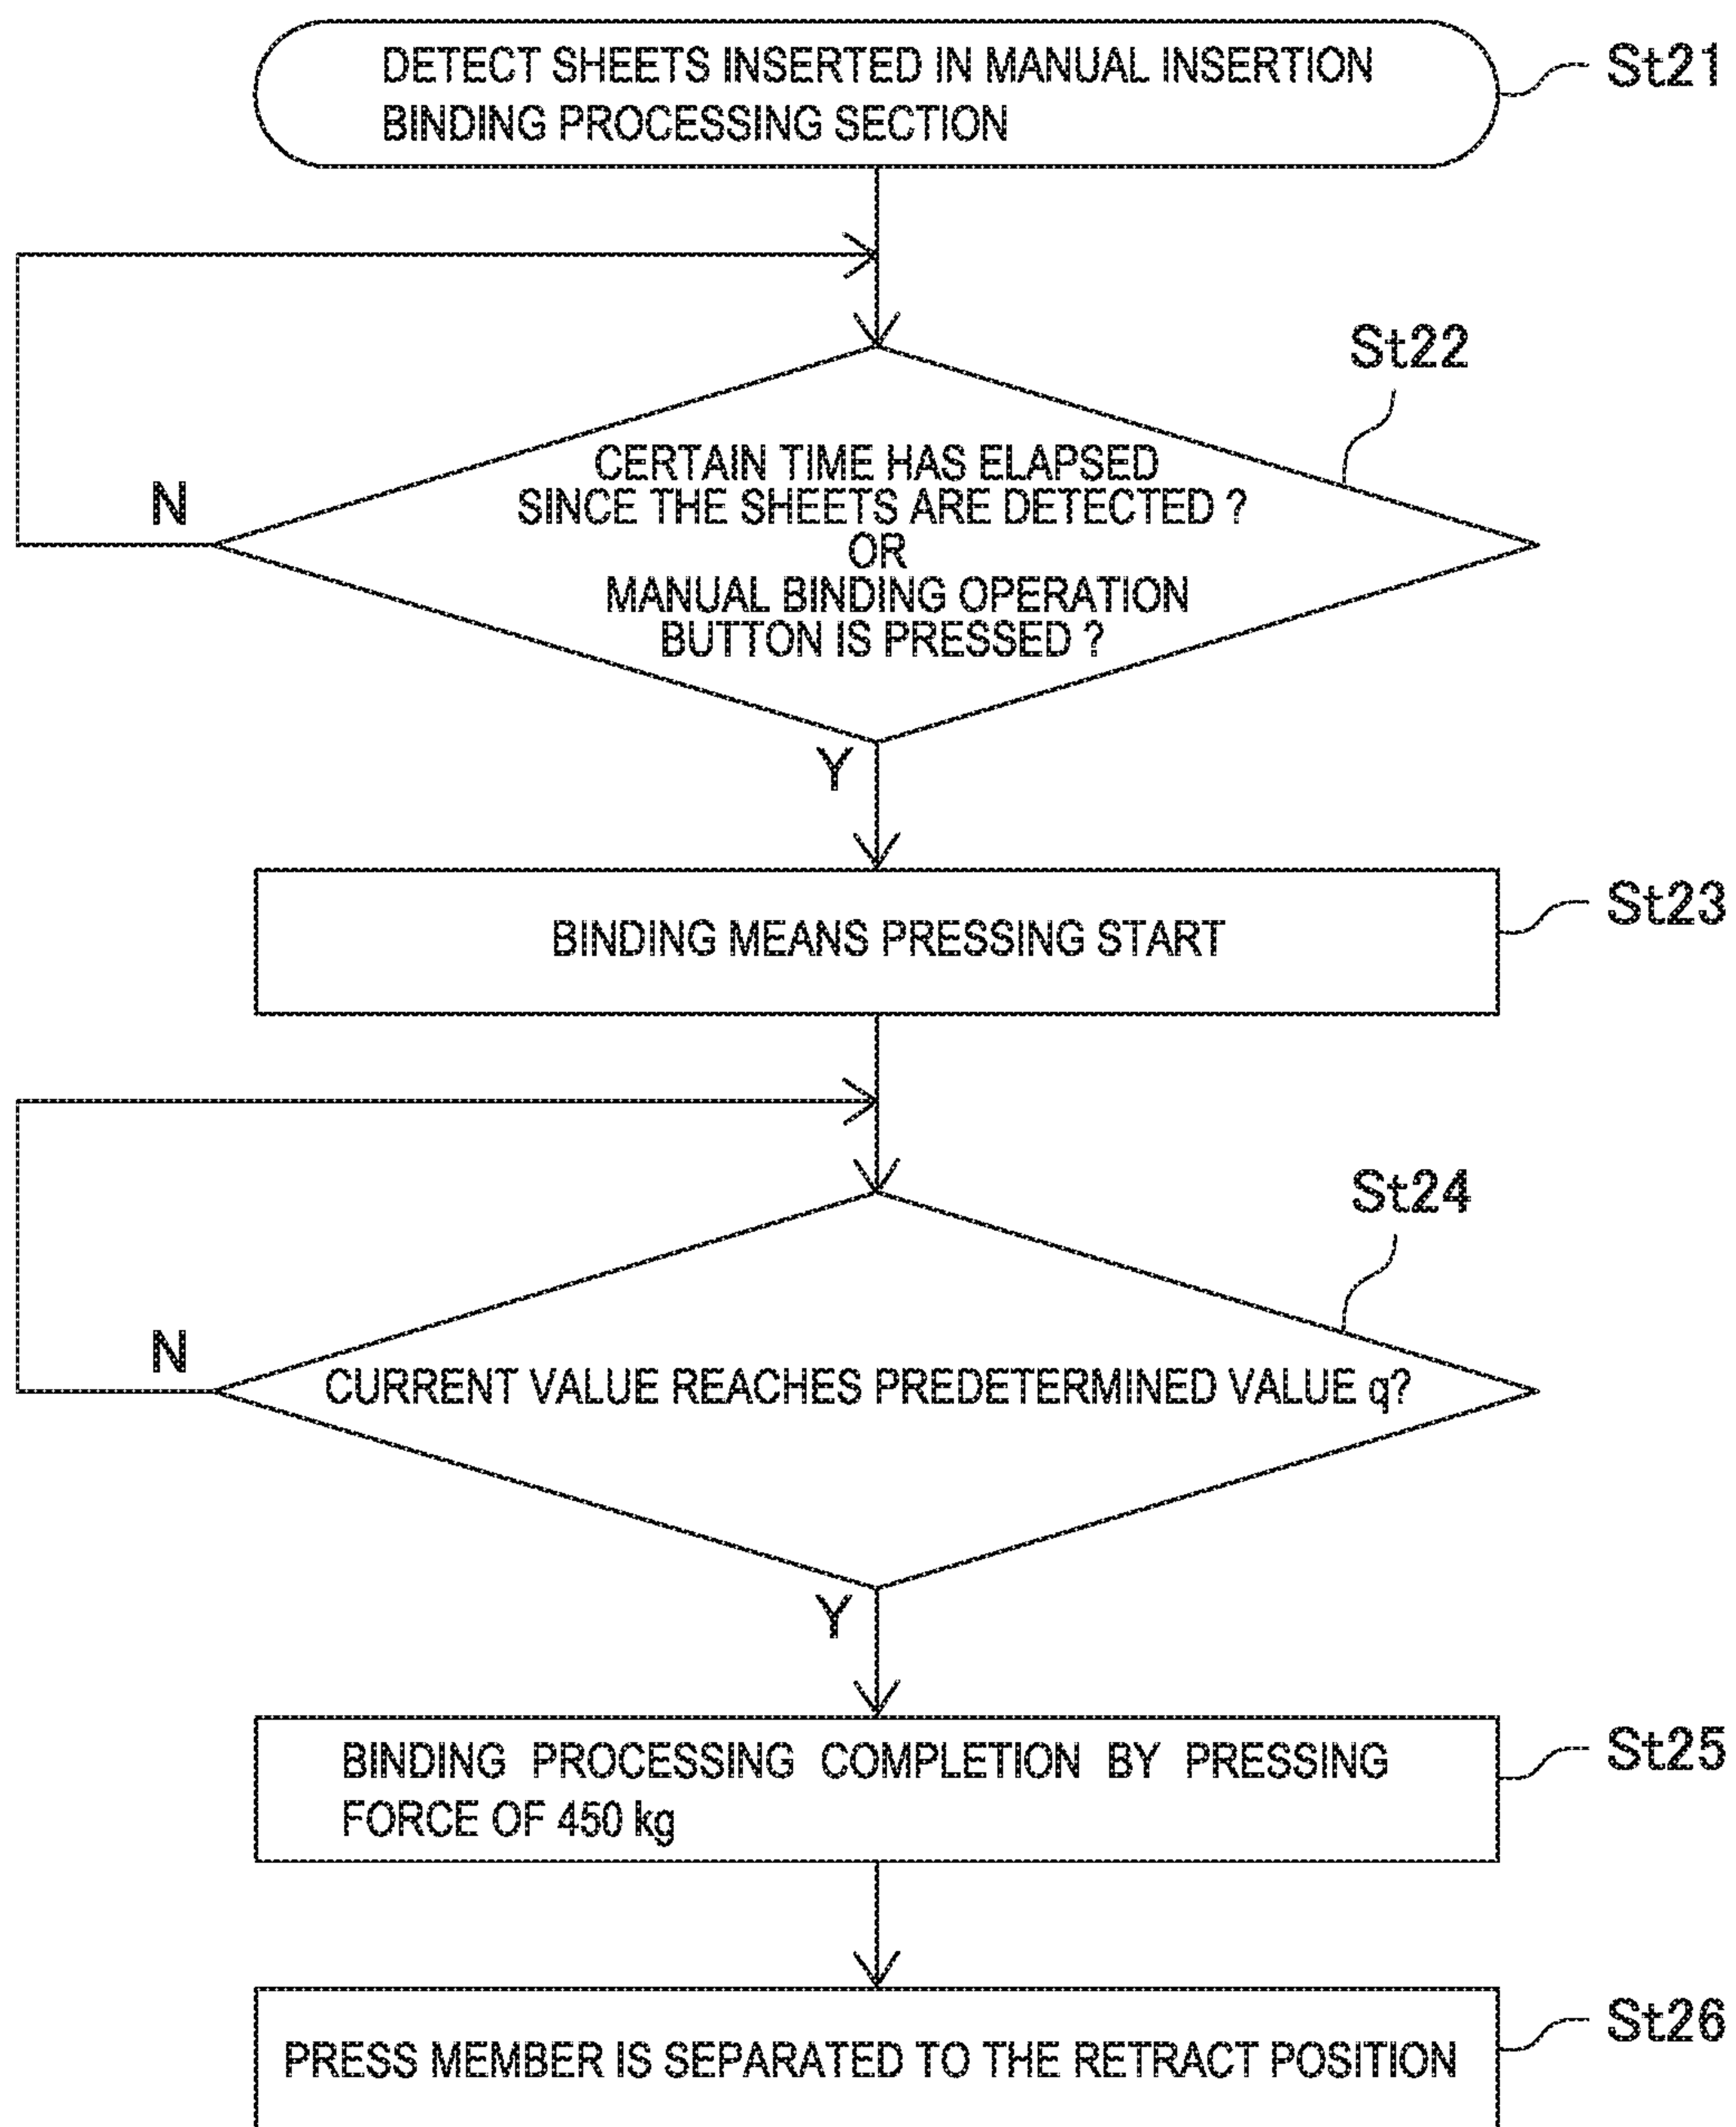 DETECT SHEETS INSERTED IN MANUAL INSERTION
BINDING PROCESSING SECTION
St21
St22
CERTAIN TIME HAS ELAPSED
SINCE THE SHEETS ARE DETECTED ?
OR
MANUAL BINDING OPERATION
BUTTON IS PRESSED ?
N
Y
BINDING MEANS PRESSING START
St23
St24
CURRENT VALUE REACHES PREDETERMINED VALUE q?
N
Y
BINDING PROCESSING COMPLETION BY PRESSING
FORCE OF 450 kg
St25
PRESS MEMBER IS SEPARATED TO THE RETRACT POSITION
St26